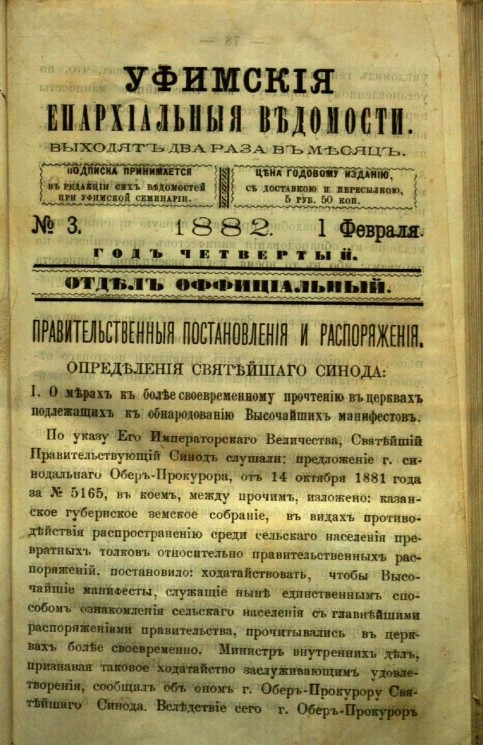 УФИМСКІЯ
ЕПАРХІАЛЬНЫЯ ВѢДОМОСТИ.
ВЫХОДЯТЪ ДВА РАЗА ВЪ МѢСЯЦЪ.
ПОДПИСКА ПРИНИМАЕТСЯ
ВЪ РЕДАКЦІИ СИХЪ ВѢДОМОСТЕЙ
ПРИ УФИМСКОЙ СЕМИНАРІИ.
ЦѢНА ГОДОВОМУ ИЗДАНІЮ,
СЪ ДОСТАВКОЮ И ПЕРЕСЫЛКОЮ,
5 РУБ. 50 КОП.
№ 3. 1882. 1 Февраля.
ГОДЪ ЧЕТВЕРТЫЙ.
ОТДѢЛЪ ОФФИЦІАЛЬНЫЙ.
ПРАВИТЕЛЬСТВЕННЫЯ ПОСТАНОВЛЕНІЯ И РАСПОРЯЖЕНІЯ.
ОПРЕДѢЛЕНІЯ СВЯТѢЙШАГО СИНОДА:
I. О мѣрахъ къ болѣе своевременному прочтенію въ церквахъ
подлежащихъ къ обнародованію Высочайшихъ манифестовъ.
По указу Его Императорскаго Величества, Святѣйшій
Правительствующій Синодъ слушали: предложеніе г. си-
нодальнаго Оберъ-Прокурора, отъ 14 октября 1881 года
за № 5165, въ коемъ, между прочимъ, изложено: казан-
ское губернское земское собраніе, въ видахъ противо-
дѣйствія распространенію среди сельскаго населенія пре-
вратныхъ толковъ относительно правительственныхъ рас-
поряженій, постановило: ходатайствовать, чтобы Высо-
чайшіе манифесты, служащіе нынѣ единственнымъ спо-
собомъ ознакомленія сельскаго населенія съ главнѣйшими
распоряженіями правительства, прочитывались въ церк-
вахъ болѣе своевременно. Министръ внутреннихъ дѣлъ,
признавая таковое ходатайство заслуживающимъ удовле-
творенія, сообщилъ объ ономъ г. Оберъ-Прокурору Свя-
тѣйшаго Синода. Вслѣдствіе сего г. Оберъ-Прокуроръ